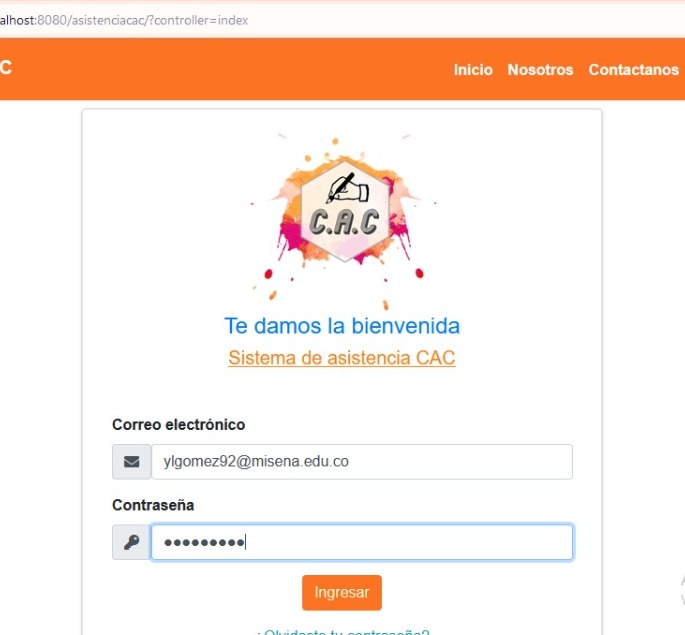 alhost:8080/asistenciacac/?controller=index
C
Inicio Nosotros Contactanos
C.A.C
Te damos la bienvenida
Sistema de asistencia CAC
Correo electrónico
ylgomez92@misena.edu.co
Contraseña
•••••••••
Ingresar
¿Olvidaste tu contraseña?